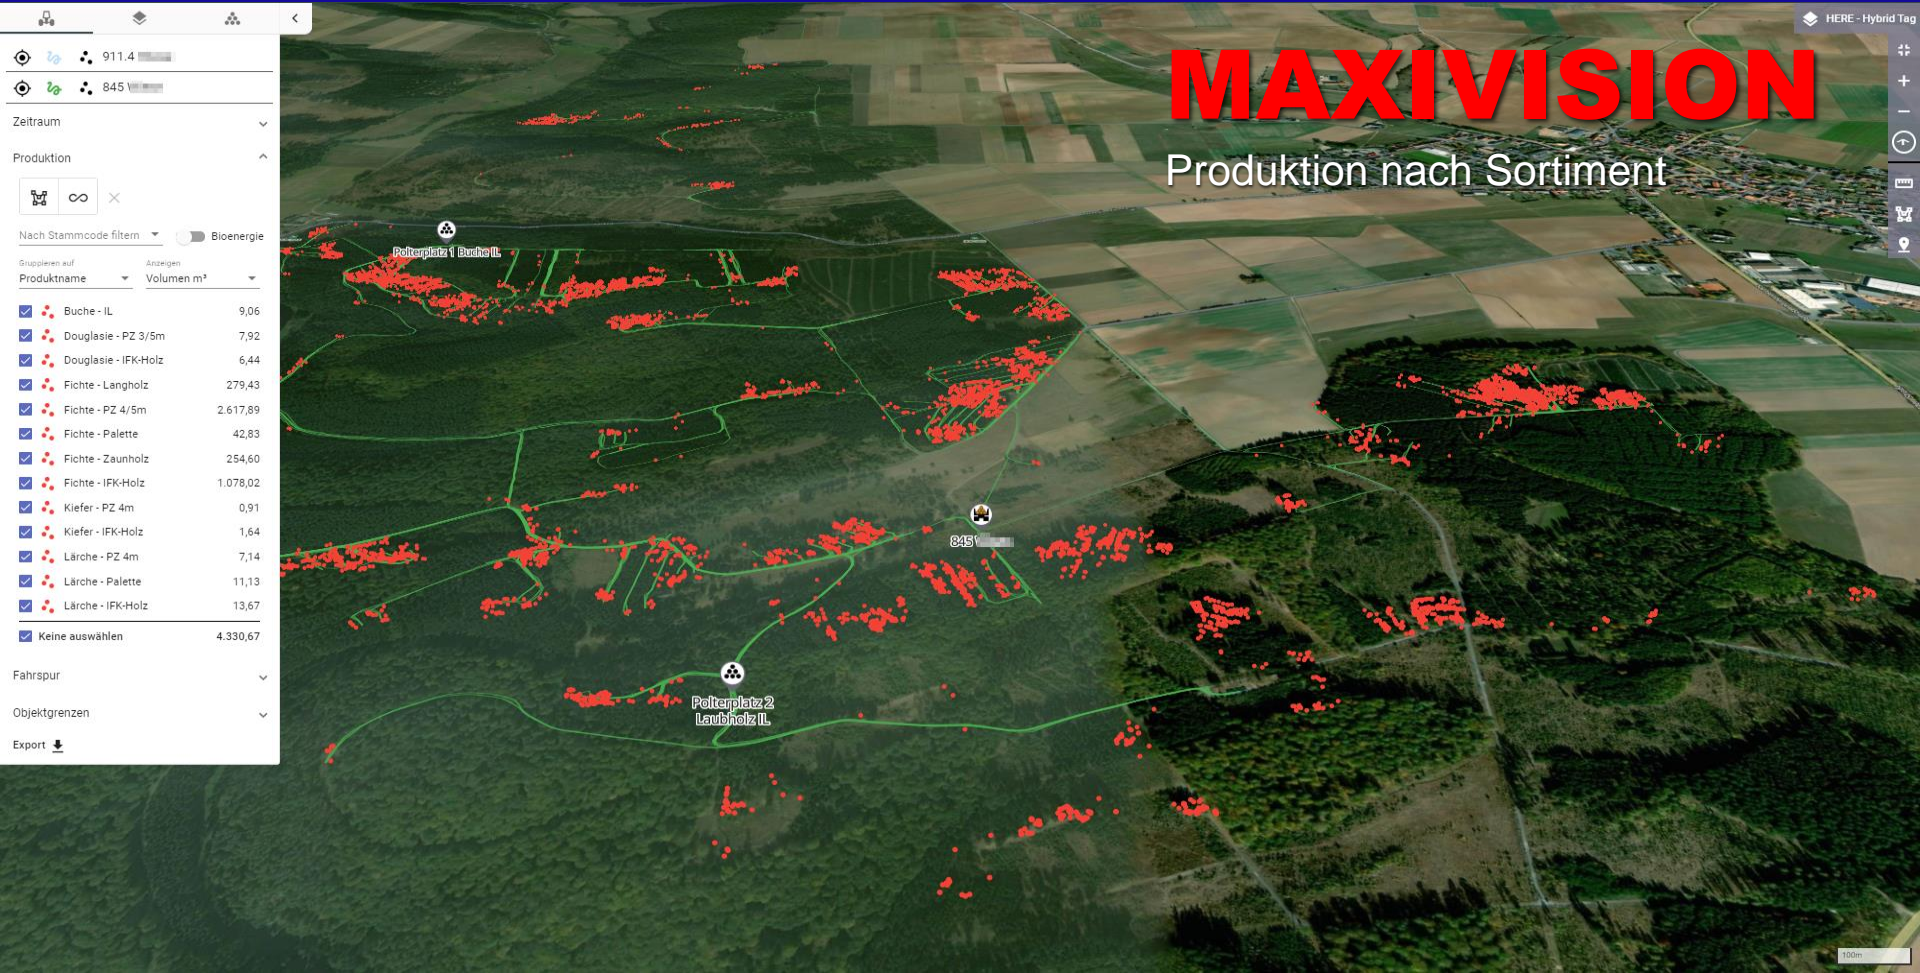 911.4
845
Zeitraum
Produktion
Nach Stammcode filtern
Bioenergie
Gruppieren auf
Anzeigen
Produktname
Volumen m³
Buche - IL 9,06
Douglasie - PZ 3/5m 7,92
Douglasie - IFK-Holz 6,44
Fichte - Langholz 279,43
Fichte - PZ 4/5m 2.617,89
Fichte - Palette 42,83
Fichte - Zaunholz 254,60
Fichte - IFK-Holz 1.078,02
Kiefer - PZ 4m 0,91
Kiefer - IFK-Holz 1,64
Lärche - PZ 4m 7,14
Lärche - Palette 11,13
Lärche - IFK-Holz 13,67
Keine auswählen 4.330,67
Fahrspur
Objektgrenzen
Export
HERE - Hybrid Tag
MAXIVISION
Produktion nach Sortiment
Polterplatz 1 Buche IL
845
Polterplatz 2
Laubholz IL
100m